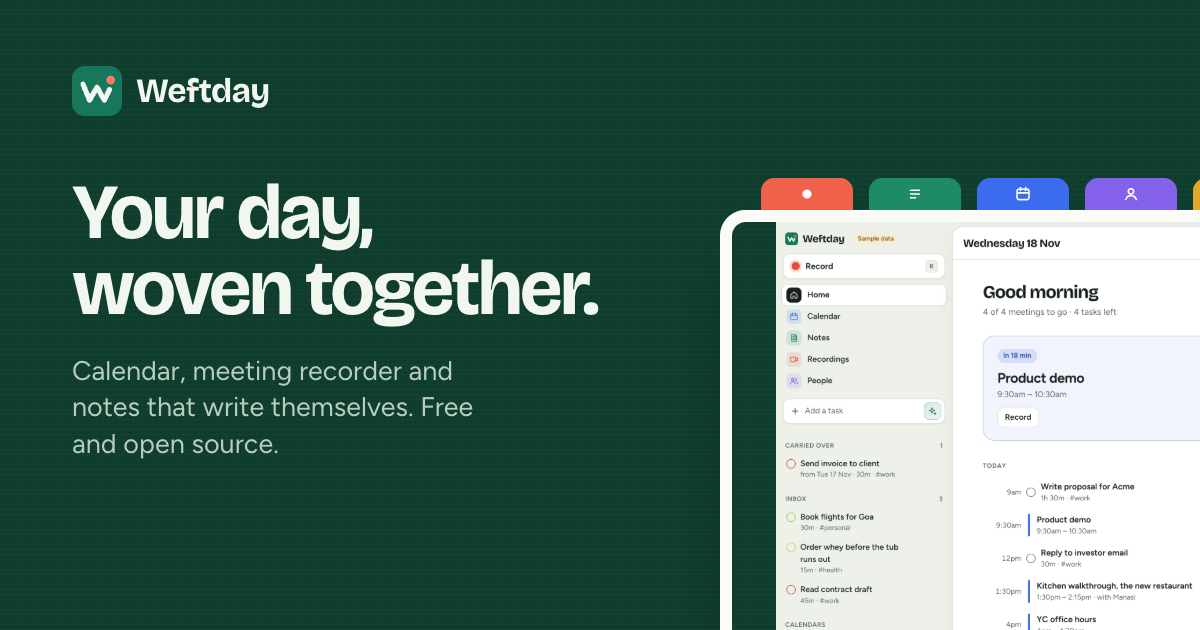 Weftday
Your day,
woven together.
Calendar, meeting recorder and
notes that write themselves. Free
and open source.
Weftday
Sample data
Record
R
Home
Calendar
Notes
Recordings
People
+ Add a task
CARRIED OVER 1
Send invoice to client
from Tue 17 Nov · 30m · #work
INBOX 3
Book flights for Goa
30m · #personal
Order whey before the tub
runs out
15m · #health
Read contract draft
45m · #work
CALENDARS
Wednesday 18 Nov
Good morning
4 of 4 meetings to go · 4 tasks left
In 18 min
Product demo
9:30am – 10:30am
Record
TODAY
9am
Write proposal for Acme
1h 30m · #work
9:30am
Product demo
9:30am – 10:30am
12pm
Reply to investor email
30m · #work
1:30pm
Kitchen walkthrough, the new restaurant
1:30pm – 2:15pm · with Manasi
4pm
YC office hours